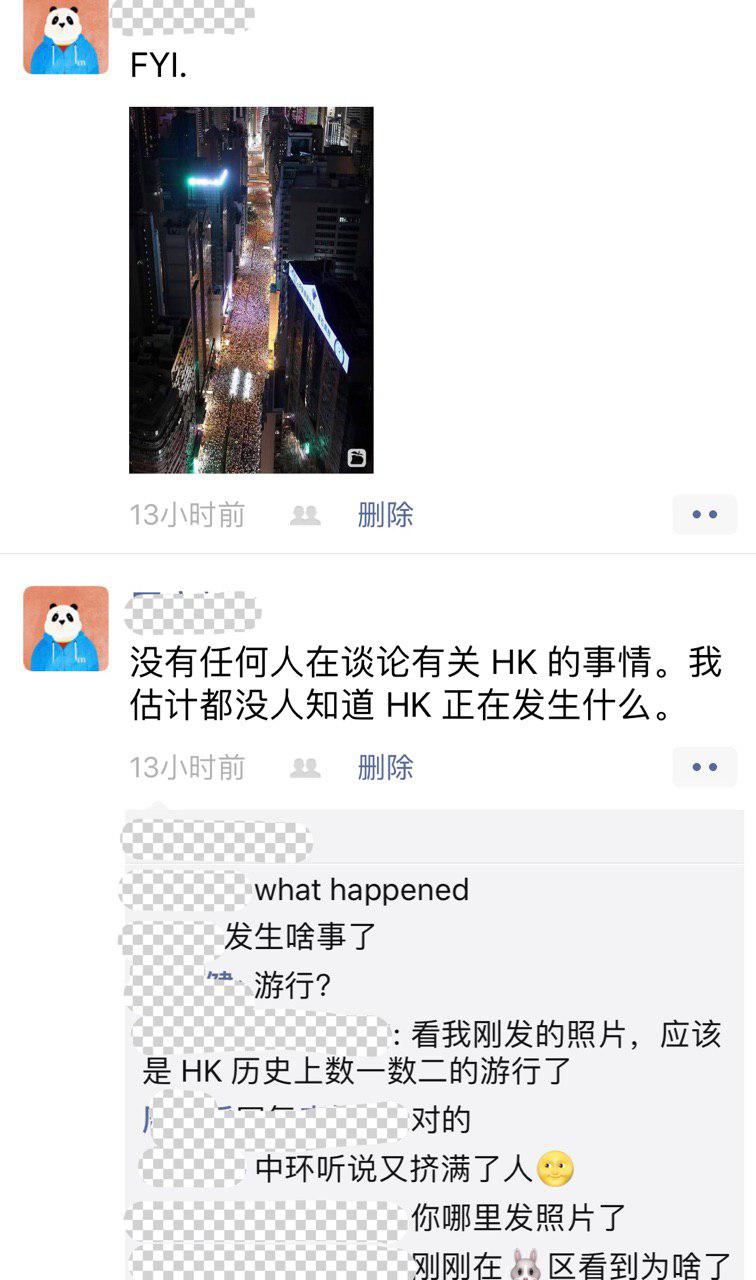 FYI.
13小时前 删除
没有任何人在谈论有关 HK 的事情。我
估计都没人知道 HK 正在发生什么。
13小时前 删除
what happened
发生啥事了
游行?
: 看我刚发的照片，应该
是 HK 历史上数一数二的游行了
对的
中环听说又挤满了人🌝
你哪里发照片了
刚刚在🐰区看到为啥了